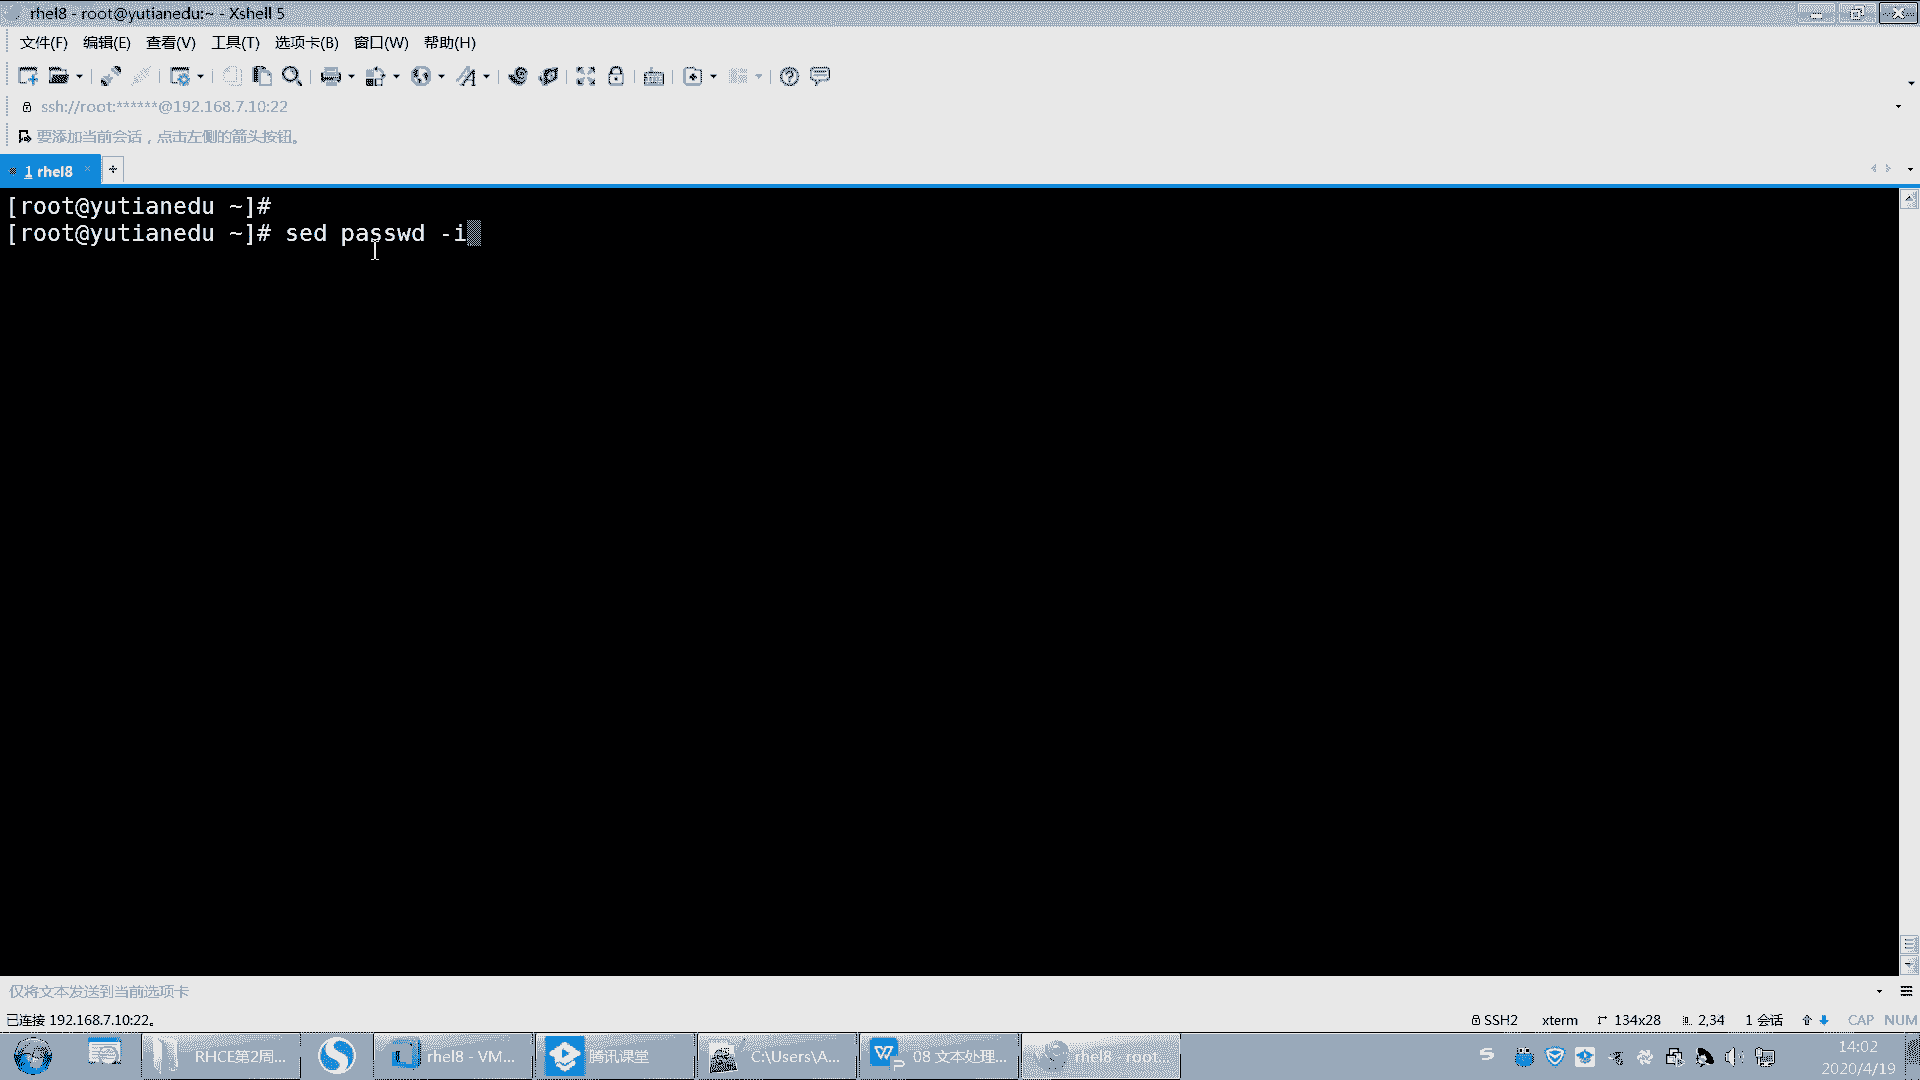 rhel8 - root@yutianedu:~ - Xshell 5
文件(F) 编辑(E) 查看(V) 工具(T) 选项卡(B) 窗口(W) 帮助(H)
ssh://root:******@192.168.7.10:22
要添加当前会话，点击左侧的箭头按钮。
1 rhel8
[root@yutianedu ~]#
[root@yutianedu ~]# sed passwd -i
仅将文本发送到当前选项卡
已连接 192.168.7.10:22。 SSH2 xterm 134x28 2,34 1 会话 CAP NUM
RHCE第2周... rhel8 - VM... 腾讯课堂 C:\Users\A... 08 文本处理... rhel8 - root... 14:02
2020/4/19